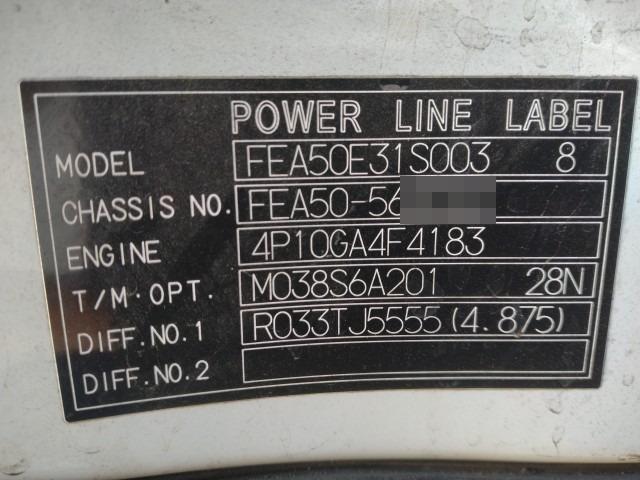 POWER LINE LABEL
MODEL FEA50E31S003 8
CHASSIS NO. FEA50-56
ENGINE 4P10GA4F4183
T/M·OPT. M038S6A201 28N
DIFF.NO.1 R033TJ5555(4.875)
DIFF.NO.2